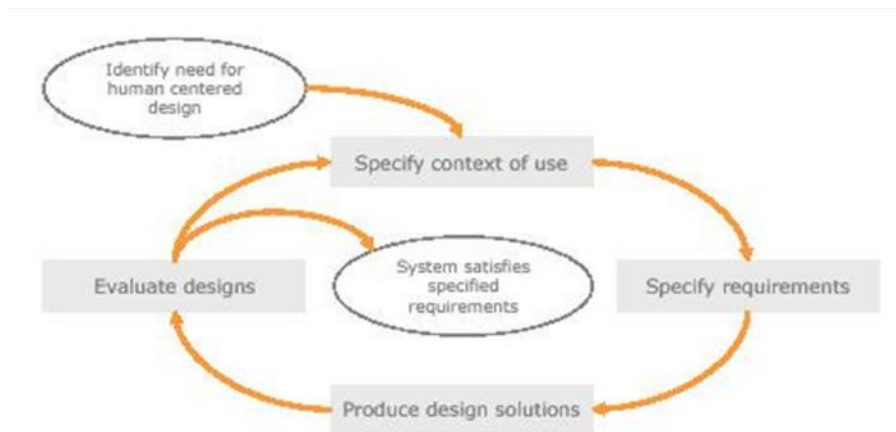 Identify need for
human centered
design
Specify context of use
Evaluate designs
System satisfies
specified
requirements
Specify requirements
Produce design solutions